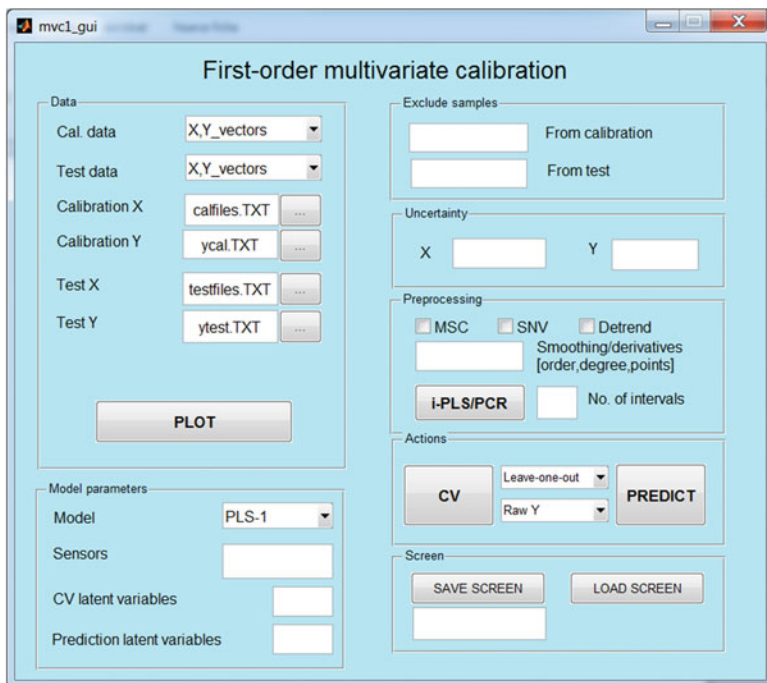 mvc1_gui
First-order multivariate calibration
Data
Cal. data
X,Y_vectors
Test data
X,Y_vectors
Calibration X
calfiles.TXT
...
Calibration Y
ycal.TXT
...
Test X
testfiles.TXT
...
Test Y
ytest.TXT
...
PLOT
Model parameters
Model
PLS-1
Sensors
CV latent variables
Prediction latent variables
Exclude samples
From calibration
From test
Uncertainty
X
Y
Preprocessing
MSC
SNV
Detrend
Smoothing/derivatives
[order,degree,points]
i-PLS/PCR
No. of intervals
Actions
CV
Leave-one-out
Raw Y
PREDICT
Screen
SAVE SCREEN
LOAD SCREEN